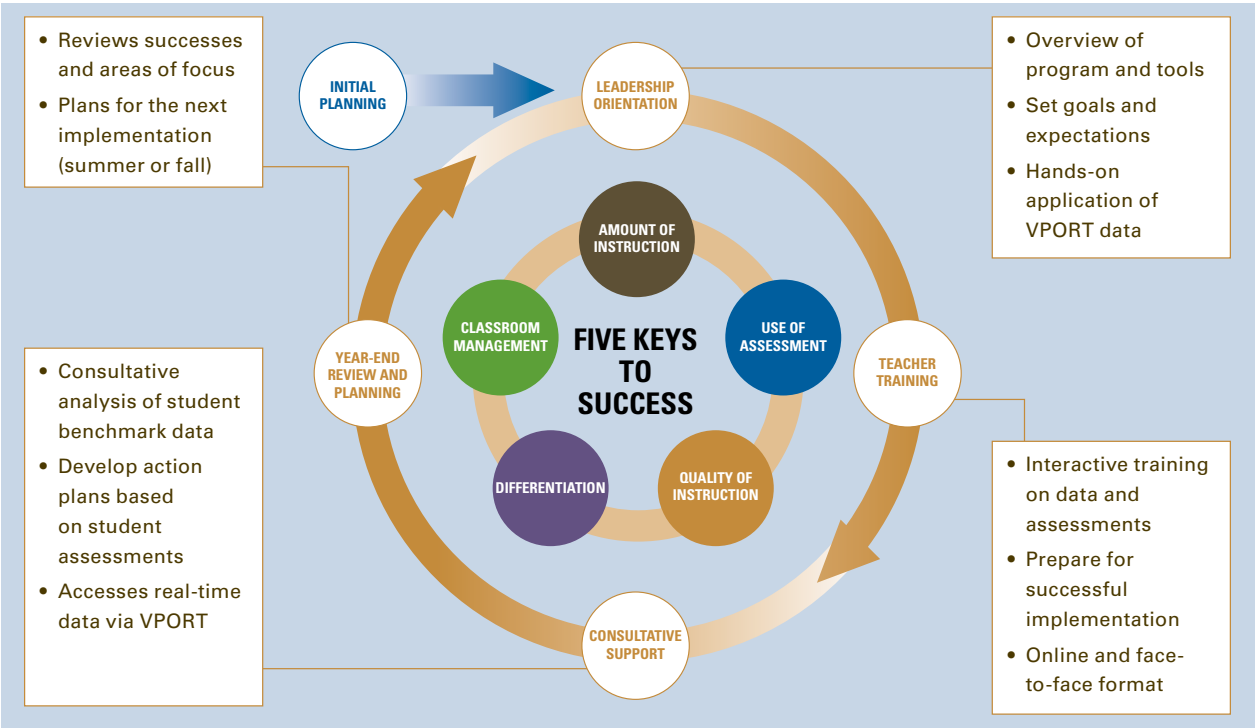 • Reviews successes
and areas of focus
• Plans for the next
implementation
(summer or fall)
INITIAL
PLANNING
LEADERSHIP
ORIENTATION
• Overview of
program and tools
• Set goals and
expectations
• Hands-on
application of
VPORT data
AMOUNT OF
INSTRUCTION
CLASSROOM
MANAGEMENT
FIVE KEYS
TO
SUCCESS
USE OF
ASSESSMENT
YEAR-END
REVIEW AND
PLANNING
TEACHER
TRAINING
DIFFERENTIATION
QUALITY OF
INSTRUCTION
• Consultative
analysis of student
benchmark data
• Develop action
plans based
on student
assessments
• Accesses real-time
data via VPORT
CONSULTATIVE
SUPPORT
• Interactive training
on data and
assessments
• Prepare for
successful
implementation
• Online and face-
to-face format